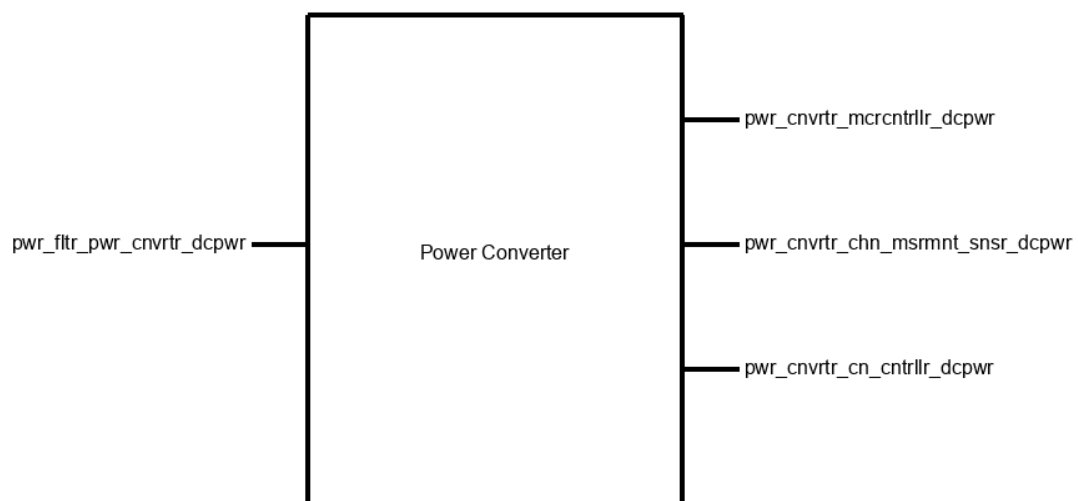 pwr_cnvrtr_mcrcntrllr_dcpwr
pwr_fltr_pwr_cnvrtr_dcpwr
Power Converter
pwr_cnvrtr_chn_msrmnt_snsr_dcpwr
pwr_cnvrtr_cn_cntrllr_dcpwr